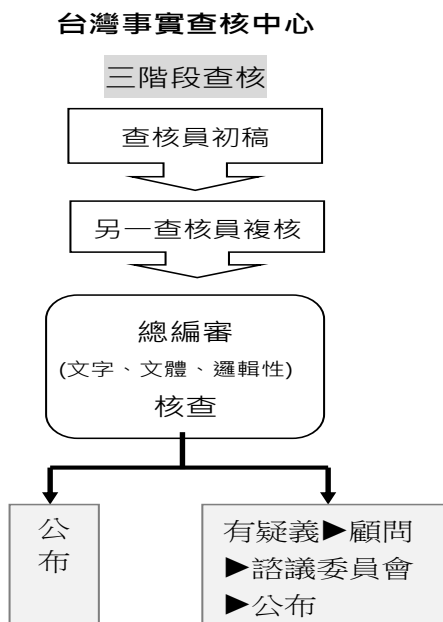 台灣事實查核中心
三階段查核
查核員初稿
另一查核員複核
總編審
(文字、文體、邏輯性)
核查
公
布
有疑義▶顧問
▶諮議委員會
▶公布